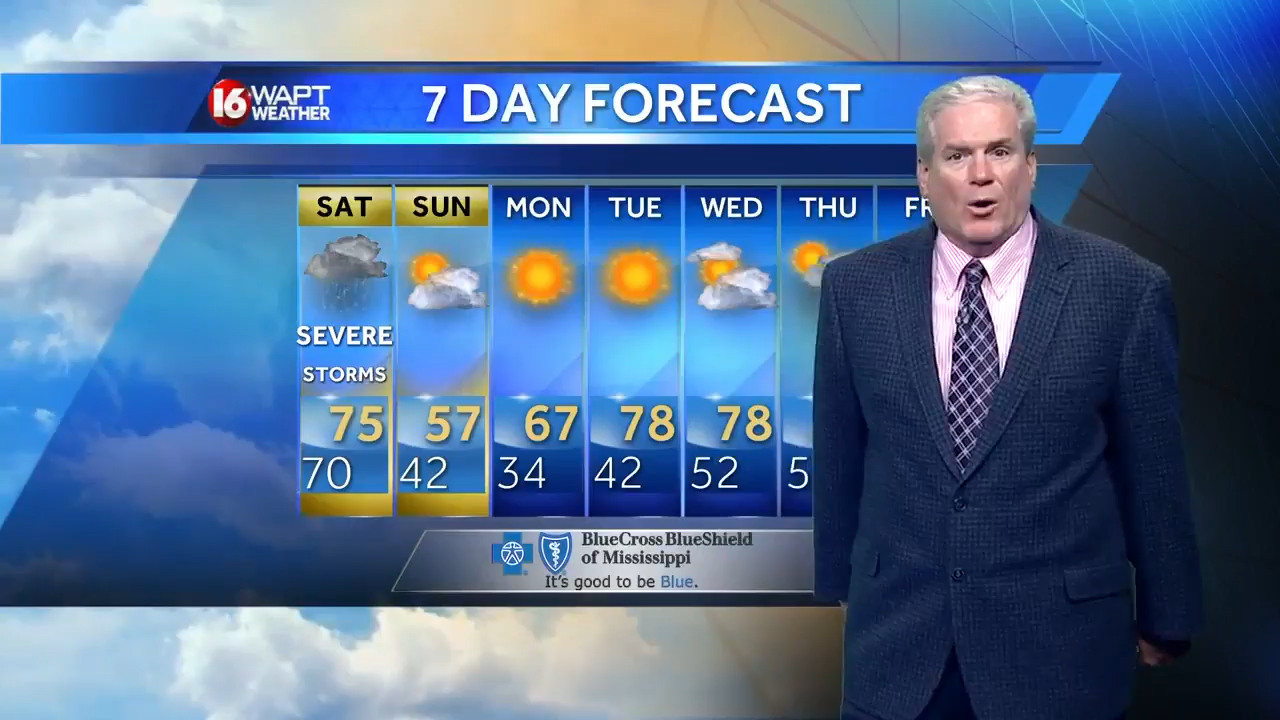 16 WAPT
WEATHER
7 DAY FORECAST
SAT SUN MON TUE WED THU
SEVERE
STORMS
75 57 67 78 78
70 42 34 42 52
BlueCross BlueShield
of Mississippi
It's good to be Blue.